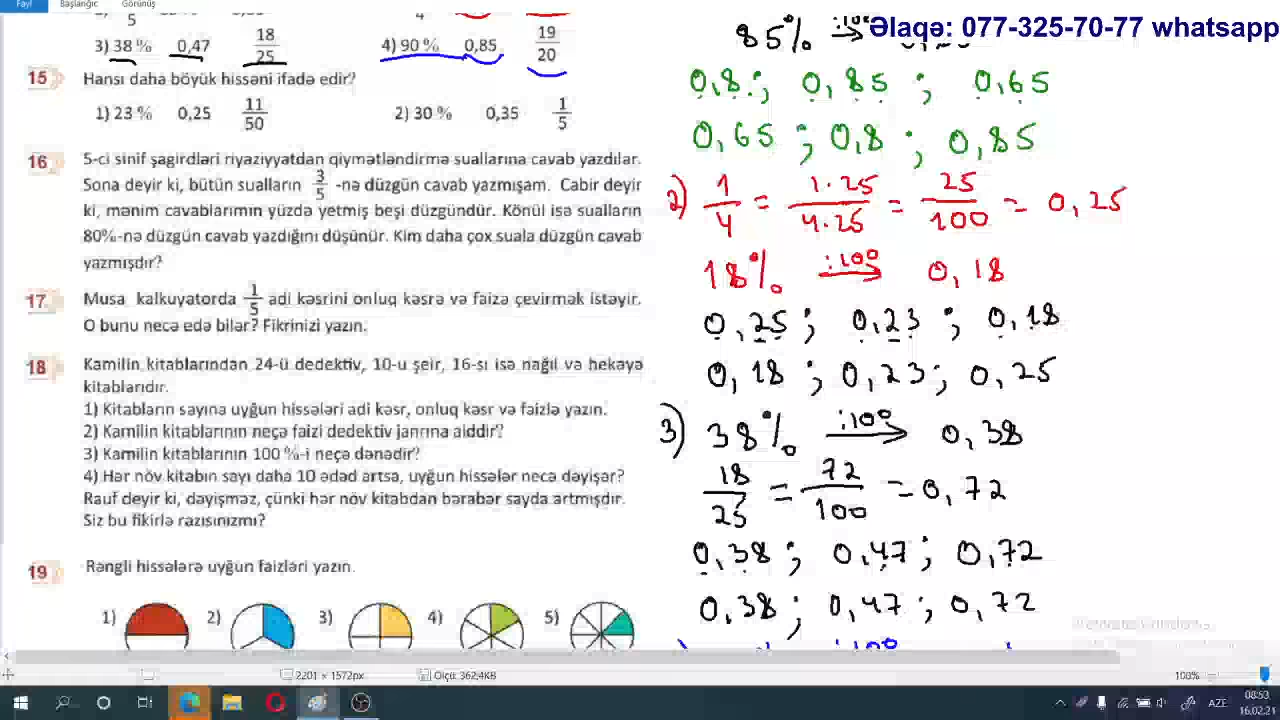 Fayl Başlanğıc Görünüş
Əlaqə: 077-325-70-77 whatsapp
5 4
85% :100
3) 38 % 0,47 18/25 4) 90 % 0,85 19/20
15 Hansı daha böyük hissəni ifadə edir?
1) 23 % 0,25 11/50 2) 30 % 0,35 1/5
16 5-ci sinif şagirdləri riyaziyyatdan qiymətləndirmə suallarına cavab yazdılar.
Sona deyir ki, bütün sualların 3/5 -nə düzgün cavab yazmışam. Cabir deyir
ki, mənim cavablarımın yüzdə yetmiş beşi düzgündür. Könül isə sualların
80%-nə düzgün cavab yazdığını düşünür. Kim daha çox suala düzgün cavab
yazmışdır?
17 Musa kalkuyatorda 1/5 adi kəsrini onluq kəsrə və faizə çevirmək istəyir.
O bunu necə edə bilər? Fikrinizi yazın.
18 Kamilin kitablarından 24-ü dedektiv, 10-u şeir, 16-sı isə nağıl və hekayə
kitablarıdır.
1) Kitabların sayına uyğun hissələri adi kəsr, onluq kəsr və faizlə yazın.
2) Kamilin kitablarının neçə faizi dedektiv janrına aiddir?
3) Kamilin kitablarının 100 %-i neçə dənədir?
4) Hər növ kitabın sayı daha 10 ədəd artsa, uyğun hissələr necə dəyişər?
Rauf deyir ki, dəyişməz, çünki hər növ kitabdan bərabər sayda artmışdır.
Siz bu fikirlə razısınızmı?
19 Rəngli hissələrə uyğun faizləri yazın.
1) 2) 3) 4) 5)
0,8 ; 0,85 ; 0,65
0,65 ; 0,8 ; 0,85
2) 1/4 = 1·25/4·25 = 25/100 = 0,25
18% :100 → 0,18
0,25 ; 0,23 ; 0,18
0,18 ; 0,23 ; 0,25
3) 38% :100 → 0,38
18/25 = 72/100 = 0,72
0,38 ; 0,47 ; 0,72
0,38 ; 0,47 ; 0,72
:100
2201 × 1572px Ölçü: 362,4KB 100%
AZE 08:53
16.02.21